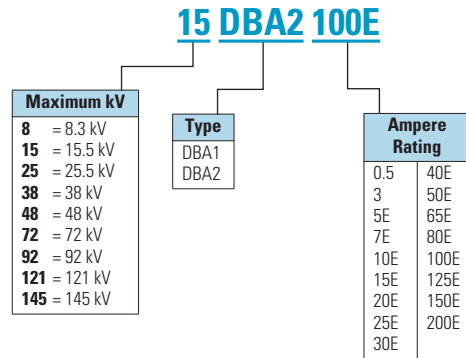 15 DBA2 100E
Maximum kV
8 = 8.3 kV
15 = 15.5 kV
25 = 25.5 kV
38 = 38 kV
48 = 48 kV
72 = 72 kV
92 = 92 kV
121 = 121 kV
145 = 145 kV
Type
DBA1
DBA2
Ampere
Rating
0.5 40E
3 50E
5E 65E
7E 80E
10E 100E
15E 125E
20E 150E
25E 200E
30E